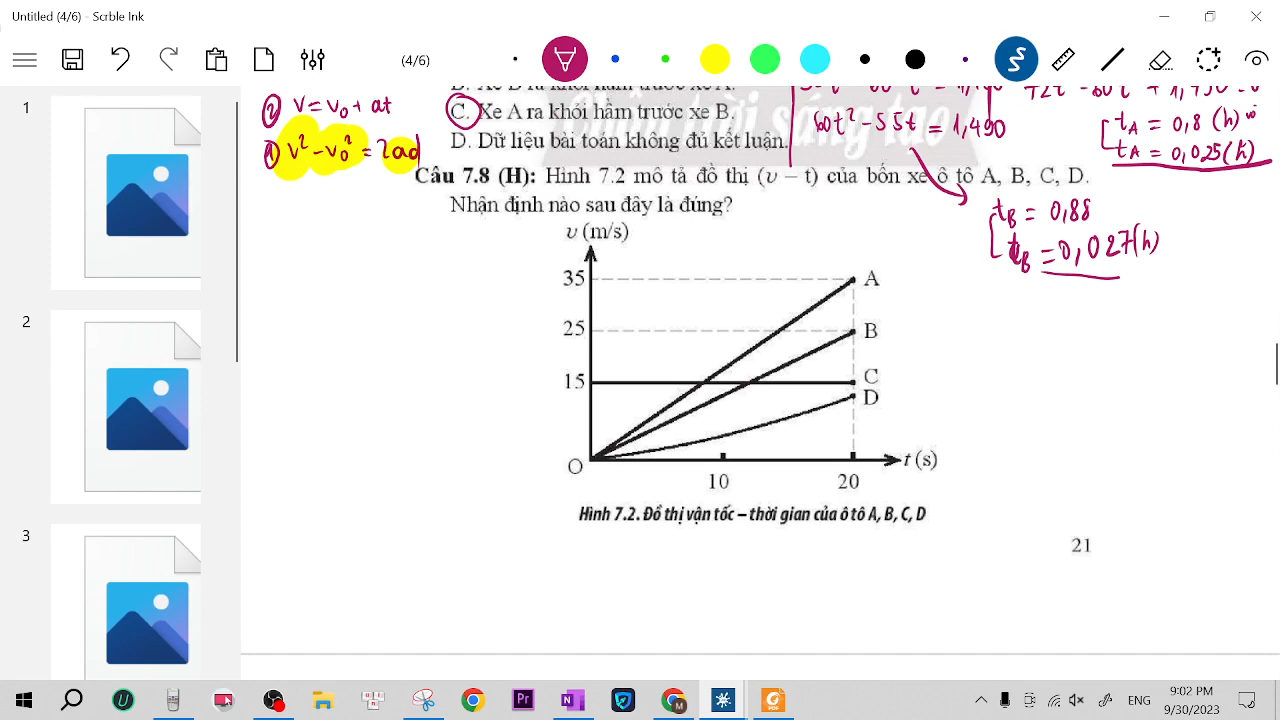 Untitled (4/6) - Scrble Ink
(4/6)
1
2
3
② v = v₀ + at
① v² - v₀² = 2ad
C. Xe A ra khỏi hầm trước xe B.
D. Dữ liệu bài toán không đủ kết luận.
60t² - 55t = 1,490
t_A = 0,8 (h)
t_A = 0,025 (h)
t_B = 0,88
t_B = 0,027 (h)
Câu 7.8 (H): Hình 7.2 mô tả đồ thị (υ – t) của bốn xe ô tô A, B, C, D.
Nhận định nào sau đây là đúng?
υ (m/s)
35
A
25
B
15
C
D
O
t (s)
10
20
Hình 7.2. Đồ thị vận tốc – thời gian của ô tô A, B, C, D
21
Pr
N
M
PDF
9:02 PM
9/30/2023